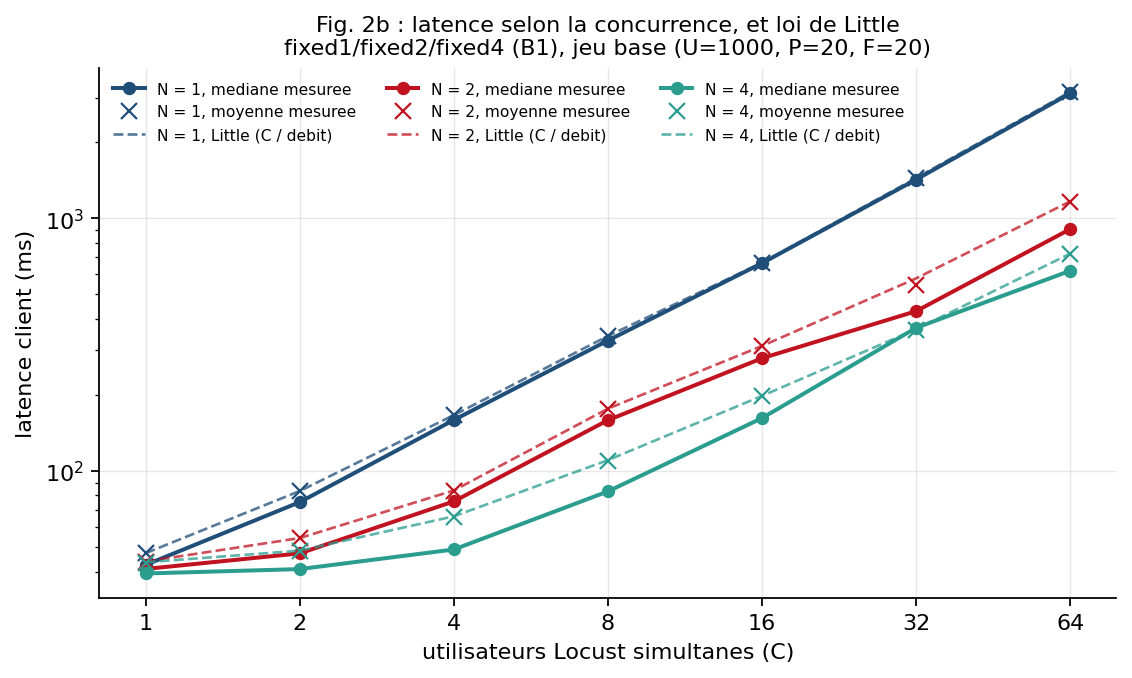 Fig. 2b : latence selon la concurrence, et loi de Little
fixed1/fixed2/fixed4 (B1), jeu base (U=1000, P=20, F=20)
N = 1, mediane mesuree
N = 1, moyenne mesuree
N = 1, Little (C / debit)
N = 2, mediane mesuree
N = 2, moyenne mesuree
N = 2, Little (C / debit)
N = 4, mediane mesuree
N = 4, moyenne mesuree
N = 4, Little (C / debit)
latence client (ms)
10³
10²
1 2 4 8 16 32 64
utilisateurs Locust simultanes (C)